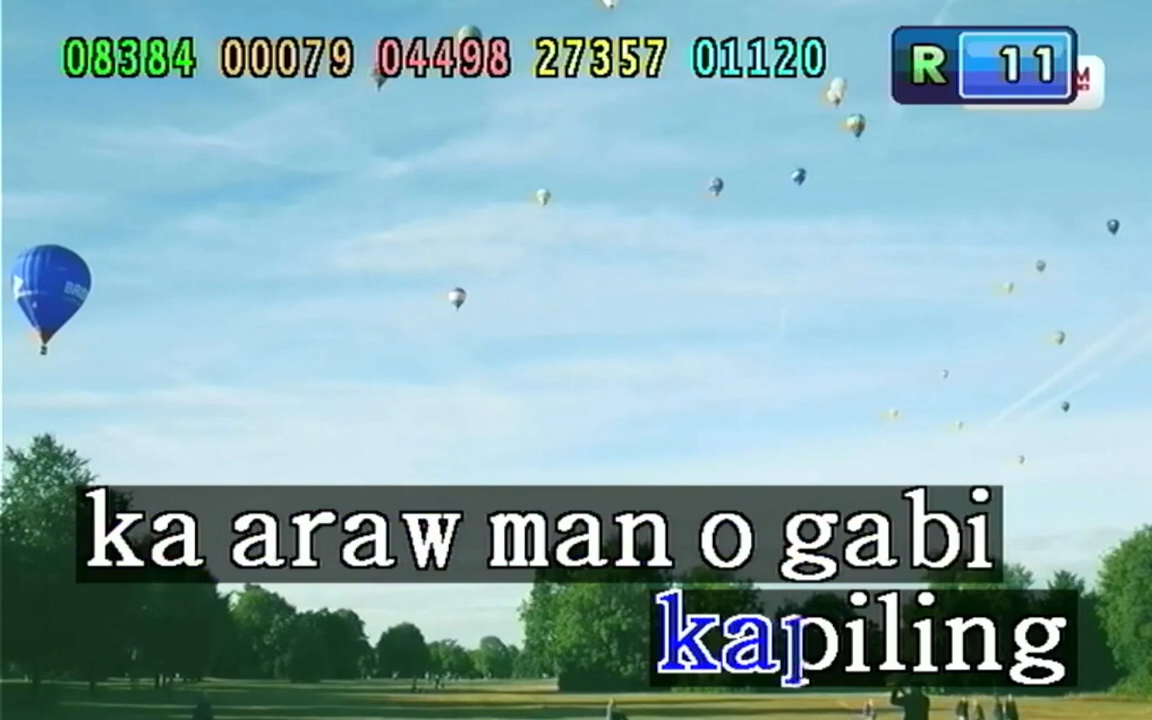 08384 00079 04498 27357 01120 R 11
ka araw man o gabi
kapiling